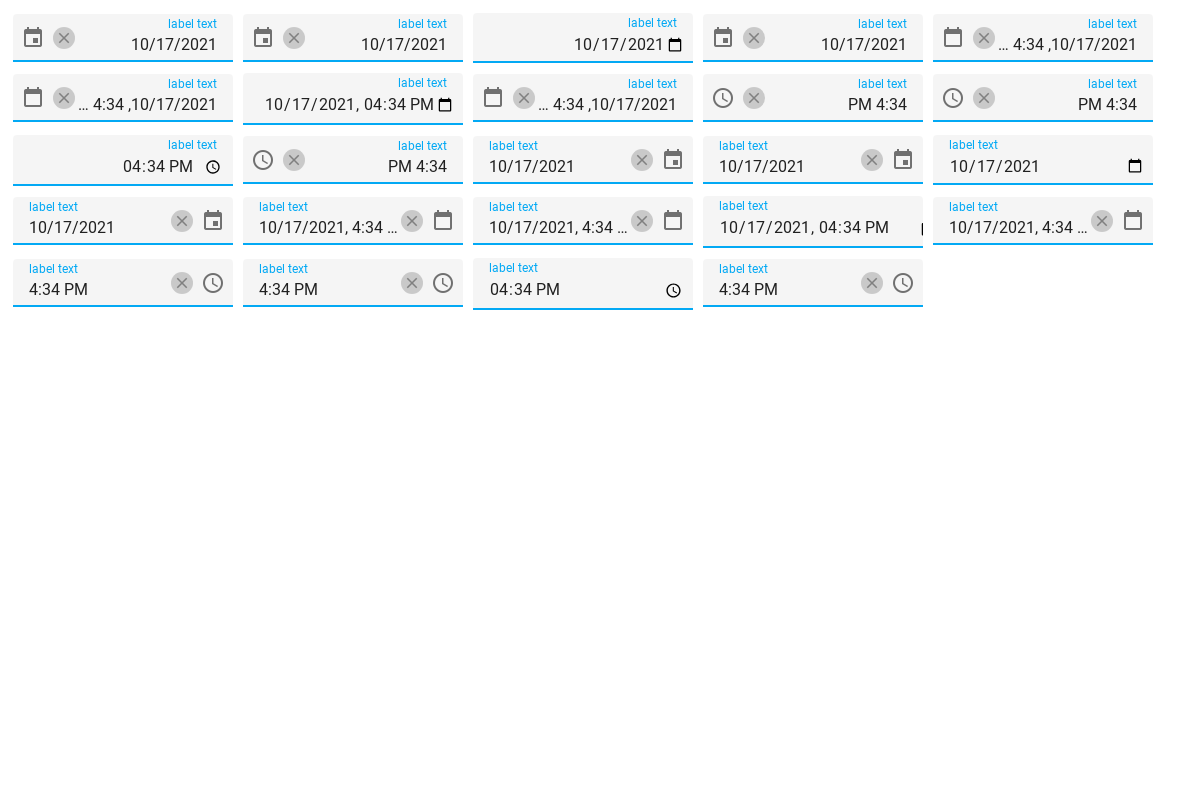 label text
10/17/2021
label text
10/17/2021
label text
10/17/2021
label text
10/17/2021
label text
... 4:34 ,10/17/2021
label text
... 4:34 ,10/17/2021
label text
10/17/2021, 04:34 PM
label text
... 4:34 ,10/17/2021
label text
PM 4:34
label text
PM 4:34
label text
04:34 PM
label text
PM 4:34
label text
10/17/2021
label text
10/17/2021
label text
10/17/2021
label text
10/17/2021
label text
10/17/2021, 4:34 ...
label text
10/17/2021, 4:34 ...
label text
10/17/2021, 04:34 PM
label text
10/17/2021, 4:34 ...
label text
4:34 PM
label text
4:34 PM
label text
04:34 PM
label text
4:34 PM